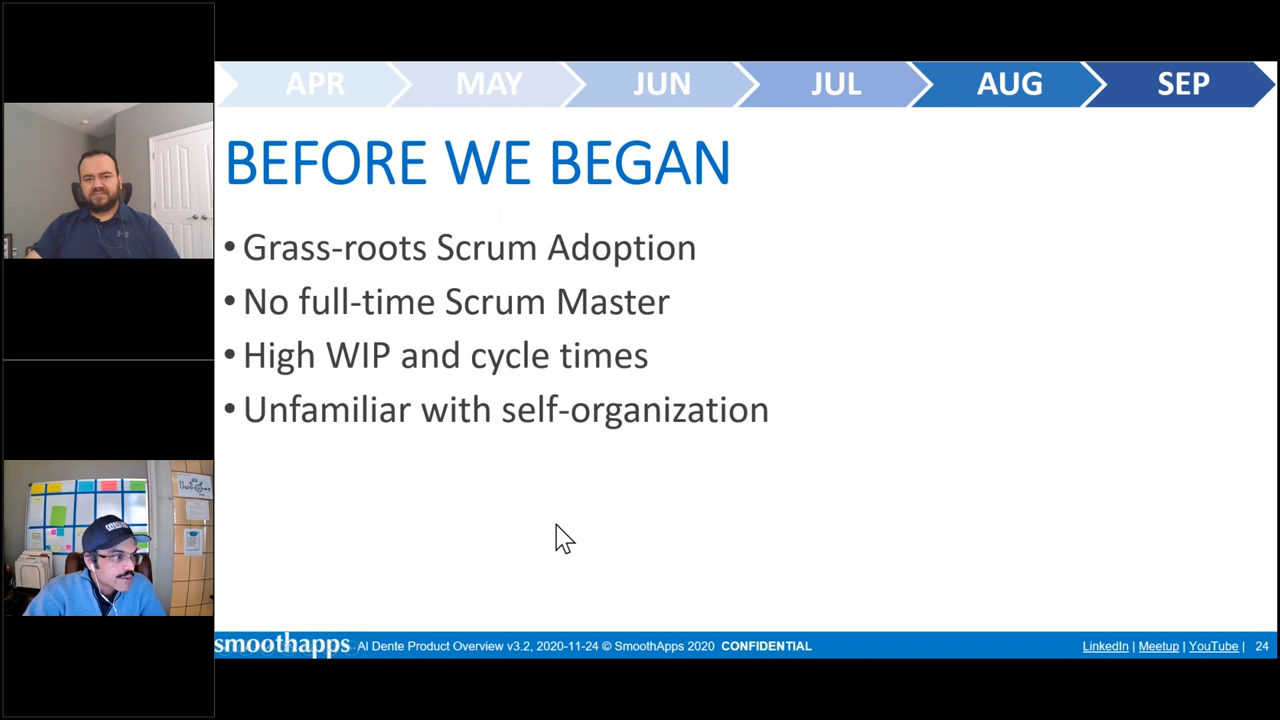 APR MAY JUN JUL AUG SEP
BEFORE WE BEGAN
• Grass-roots Scrum Adoption
• No full-time Scrum Master
• High WIP and cycle times
• Unfamiliar with self-organization
smoothapps Al Dente Product Overview v3.2, 2020-11-24 © SmoothApps 2020 CONFIDENTIAL LinkedIn | Meetup | YouTube | 24